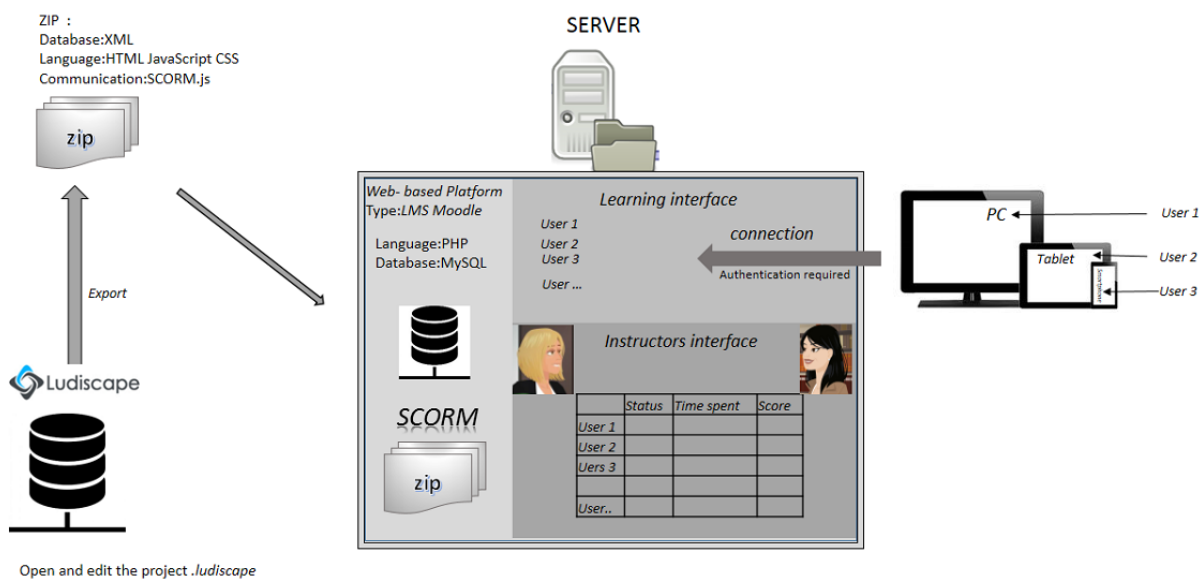 ZIP :
Database:XML
Language:HTML JavaScript CSS
Communication:SCORM.js
zip
Export
Ludiscape
Open and edit the project .ludiscape
SERVER
Web- based Platform
Type:LMS Moodle
Language:PHP
Database:MySQL
SCORM
zip
Learning interface
User 1
User 2
User 3
User ...
connection
Authentication required
Instructors interface
Status Time spent Score
User 1
User 2
Uers 3
User..
PC
Tablet
User 1
User 2
User 3